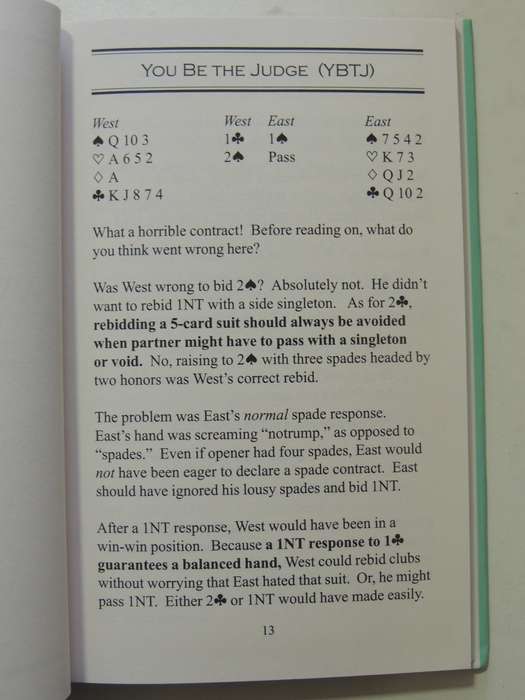 YOU BE THE JUDGE (YBTJ)
West West East East
♠ Q 10 3 1♣ 1♠ ♠ 7 5 4 2
♡ A 6 5 2 2♠ Pass ♡ K 7 3
♢ A ♢ Q J 2
♣ K J 8 7 4 ♣ Q 10 2
What a horrible contract! Before reading on, what do
you think went wrong here?
Was West wrong to bid 2♠? Absolutely not. He didn't
want to rebid 1NT with a side singleton. As for 2♣,
rebidding a 5-card suit should always be avoided
when partner might have to pass with a singleton
or void. No, raising to 2♠ with three spades headed by
two honors was West's correct rebid.
The problem was East's normal spade response.
East's hand was screaming "notrump," as opposed to
"spades." Even if opener had four spades, East would
not have been eager to declare a spade contract. East
should have ignored his lousy spades and bid 1NT.
After a 1NT response, West would have been in a
win-win position. Because a 1NT response to 1♣
guarantees a balanced hand, West could rebid clubs
without worrying that East hated that suit. Or, he might
pass 1NT. Either 2♣ or 1NT would have made easily.
13